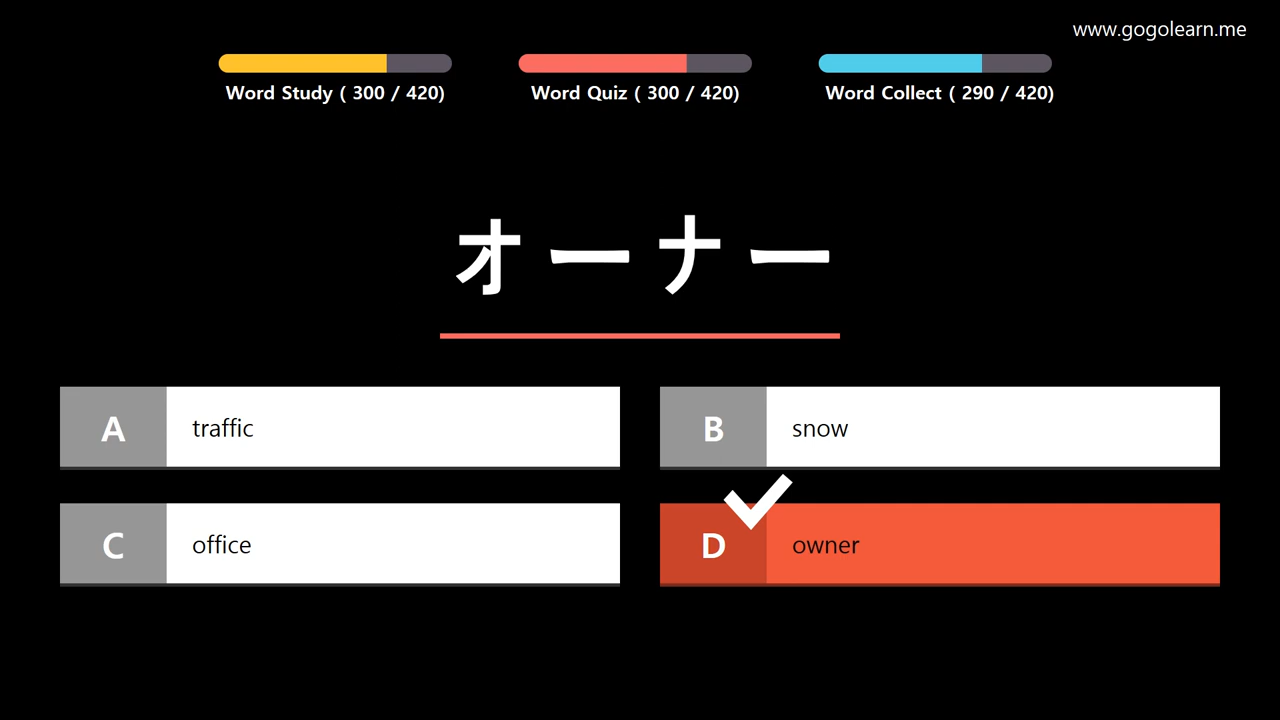 www.gogolearn.me
Word Study ( 300 / 420)
Word Quiz ( 300 / 420)
Word Collect ( 290 / 420)
オーナー
A traffic
B snow
C office
D owner